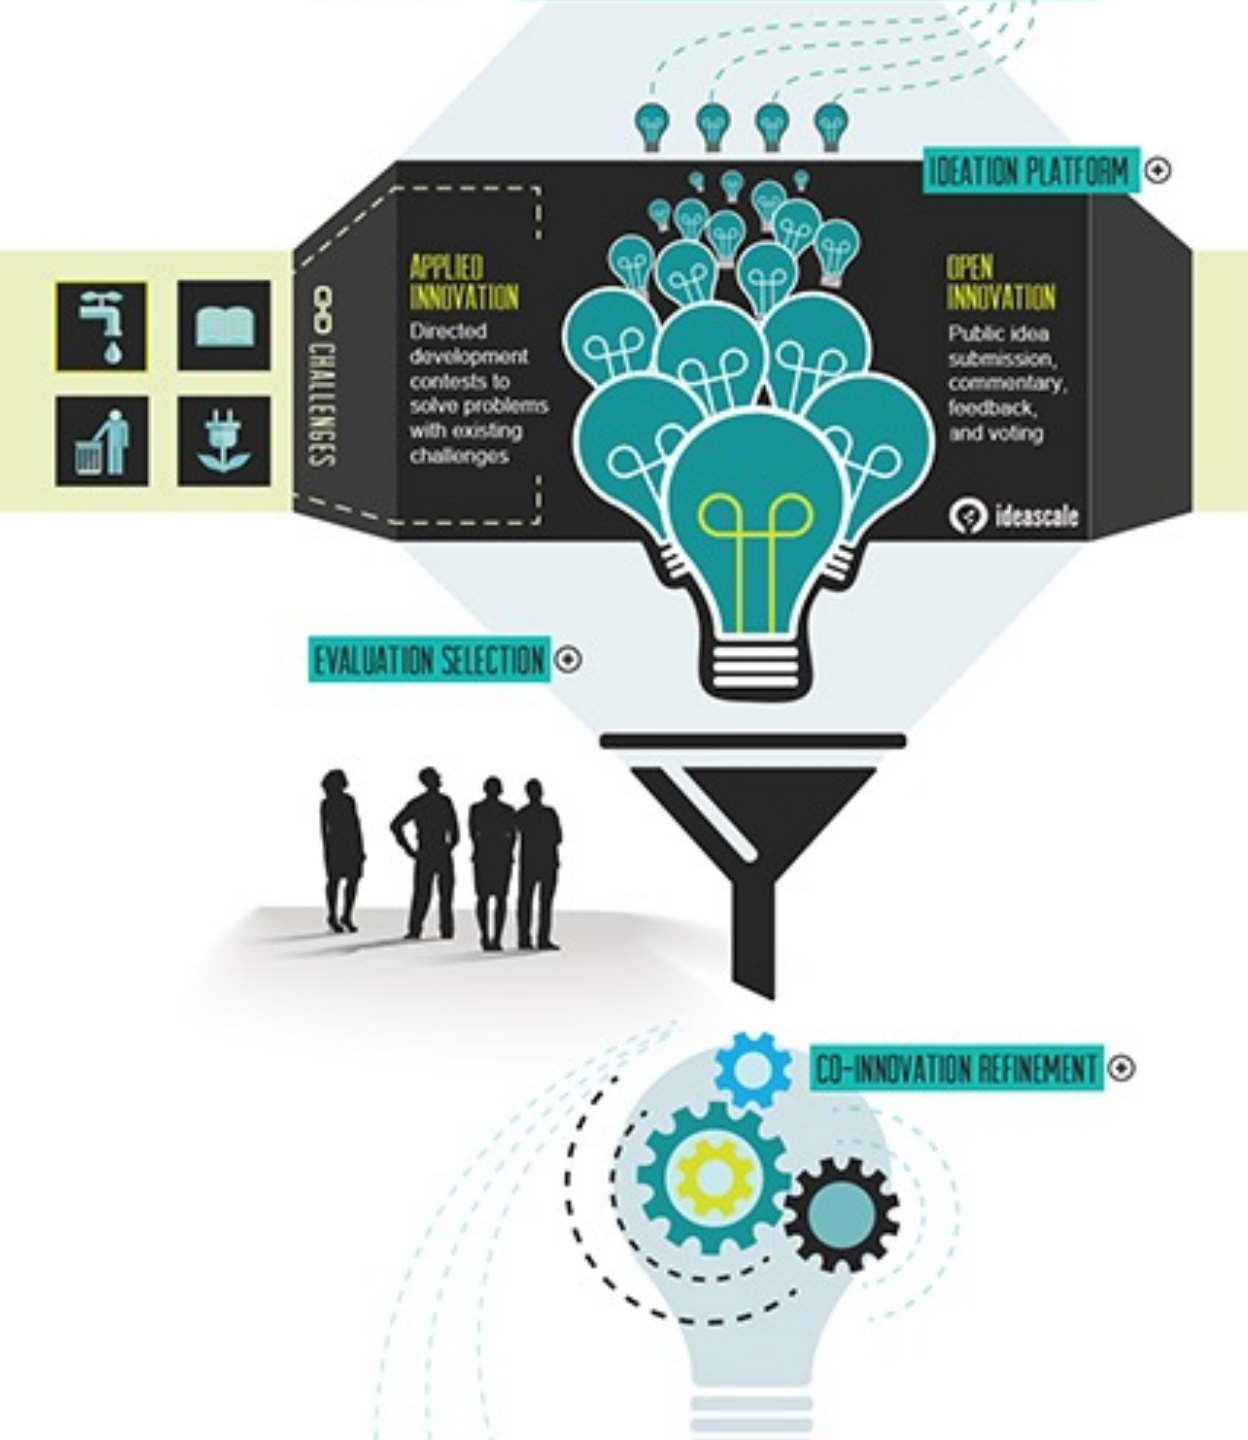 IDEATION PLATFORM
APPLIED
INNOVATION
Directed
development
contests to
solve problems
with existing
challenges
CHALLENGES
OPEN
INNOVATION
Public idea
submission,
commentary,
feedback,
and voting
ideascale
EVALUATION SELECTION
CO-INNOVATION REFINEMENT